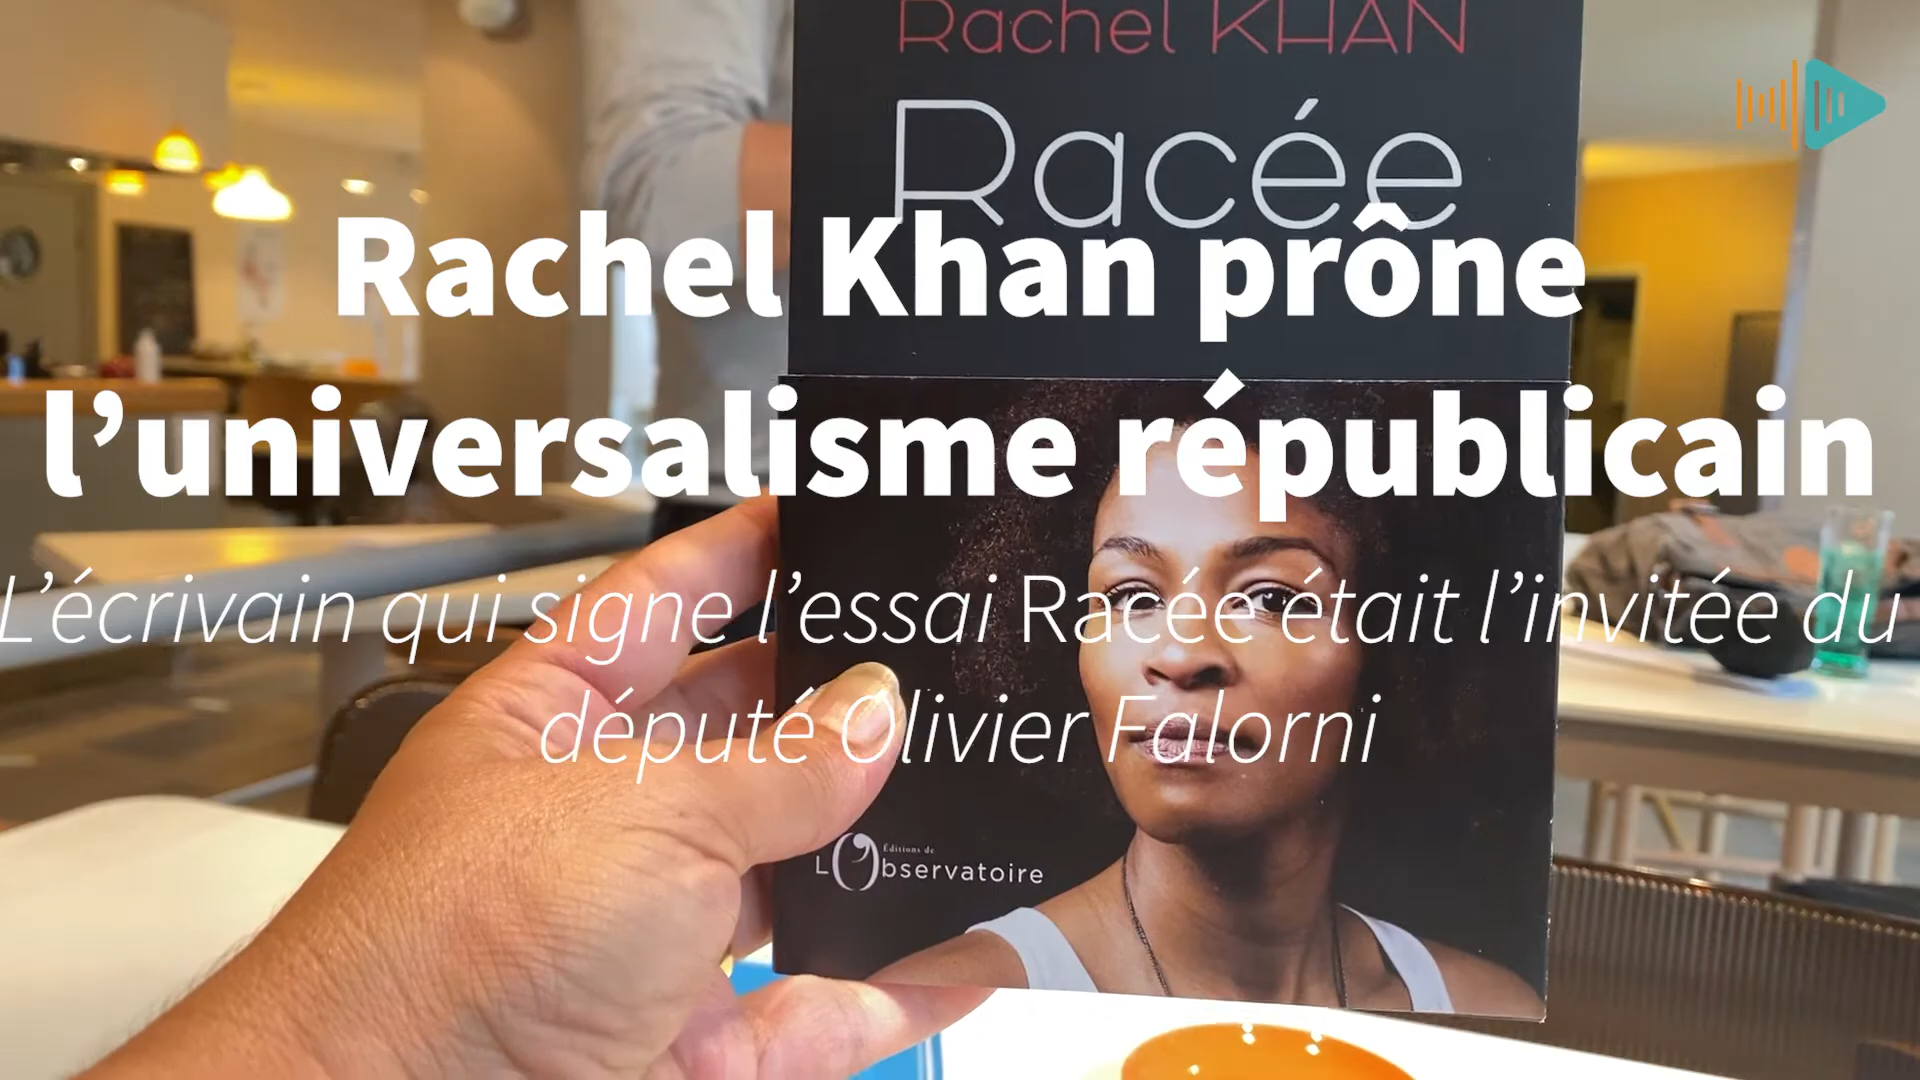 Rachel KHAN
Racée
Rachel Khan prône
l’universalisme républicain
L’écrivain qui signe l’essai Racée était l’invitée du
député Olivier Falorni
Éditions de
L'Observatoire